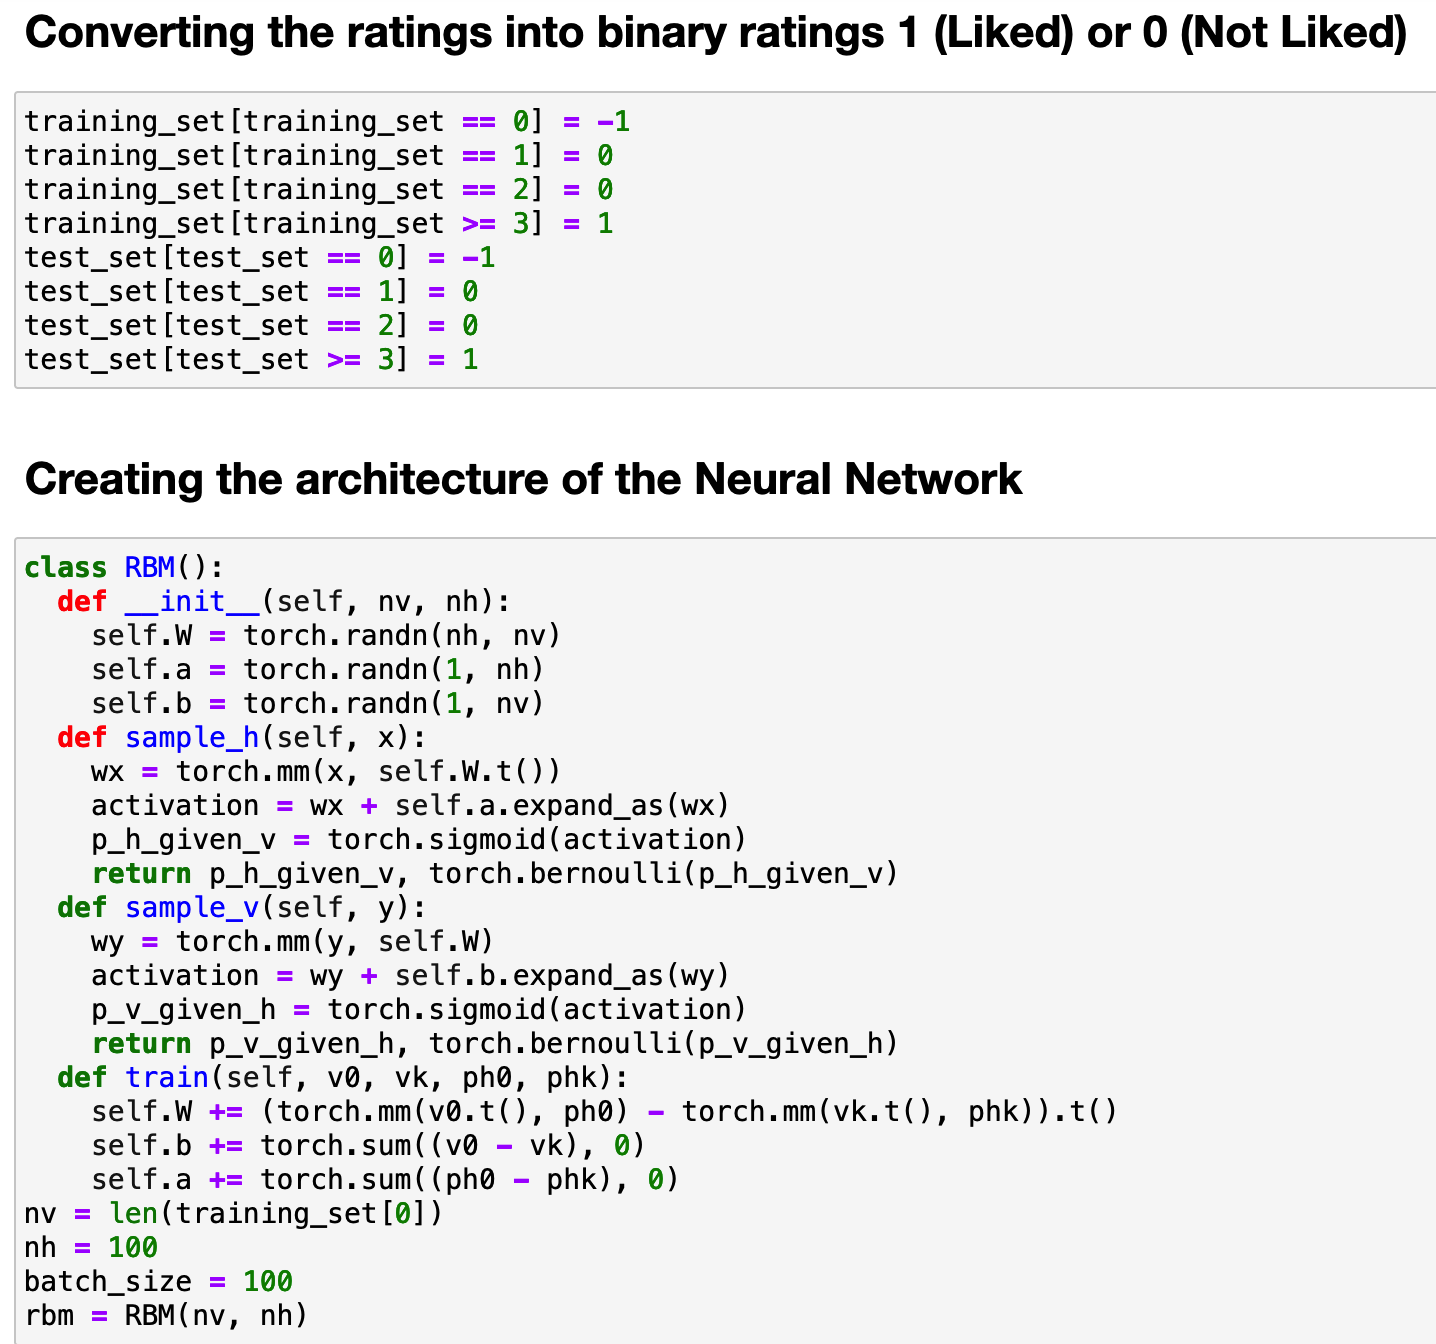 Converting the ratings into binary ratings 1 (Liked) or 0 (Not Liked)
training_set[training_set == 0] = -1
training_set[training_set == 1] = 0
training_set[training_set == 2] = 0
training_set[training_set >= 3] = 1
test_set[test_set == 0] = -1
test_set[test_set == 1] = 0
test_set[test_set == 2] = 0
test_set[test_set >= 3] = 1
Creating the architecture of the Neural Network
class RBM():
  def __init__(self, nv, nh):
    self.W = torch.randn(nh, nv)
    self.a = torch.randn(1, nh)
    self.b = torch.randn(1, nv)
  def sample_h(self, x):
    wx = torch.mm(x, self.W.t())
    activation = wx + self.a.expand_as(wx)
    p_h_given_v = torch.sigmoid(activation)
    return p_h_given_v, torch.bernoulli(p_h_given_v)
  def sample_v(self, y):
    wy = torch.mm(y, self.W)
    activation = wy + self.b.expand_as(wy)
    p_v_given_h = torch.sigmoid(activation)
    return p_v_given_h, torch.bernoulli(p_v_given_h)
  def train(self, v0, vk, ph0, phk):
    self.W += (torch.mm(v0.t(), ph0) - torch.mm(vk.t(), phk)).t()
    self.b += torch.sum((v0 - vk), 0)
    self.a += torch.sum((ph0 - phk), 0)
nv = len(training_set[0])
nh = 100
batch_size = 100
rbm = RBM(nv, nh)